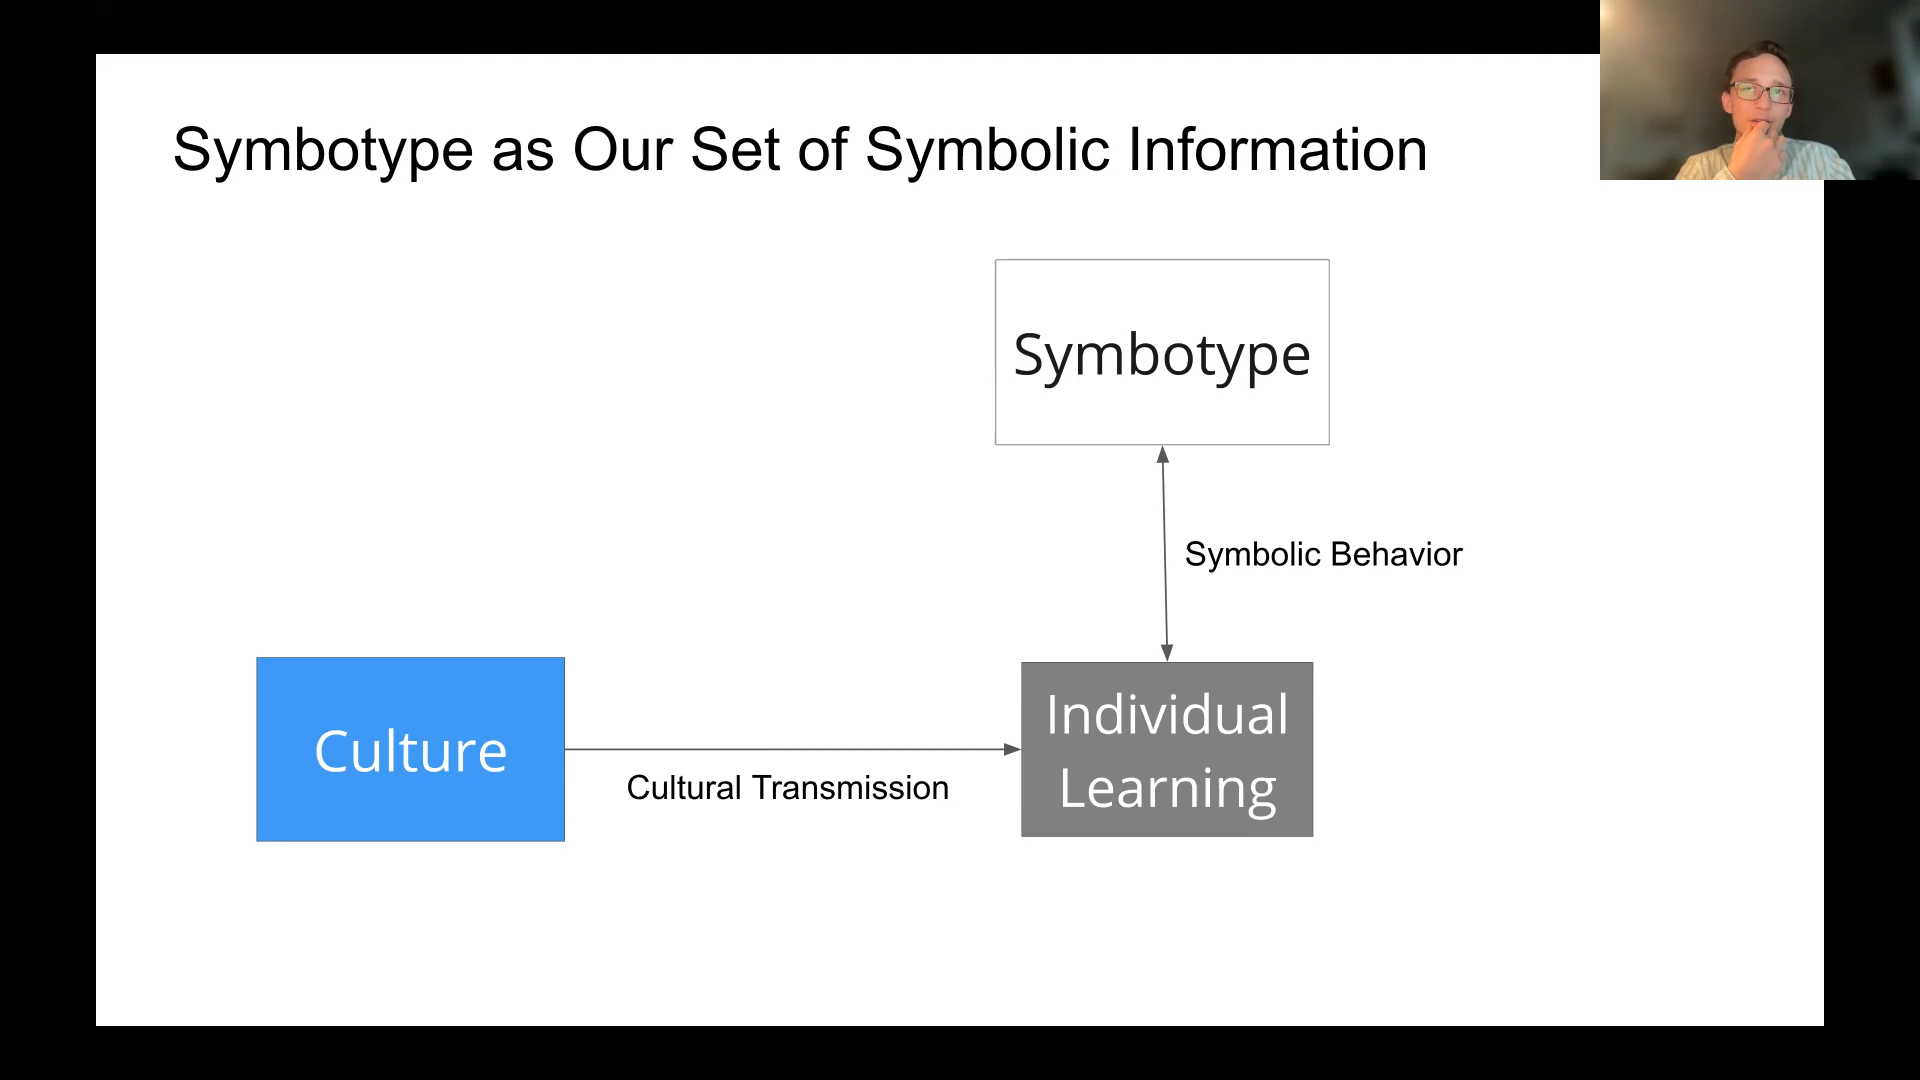 Symbotype as Our Set of Symbolic Information
Symbotype
Symbolic Behavior
Culture
Cultural Transmission
Individual
Learning